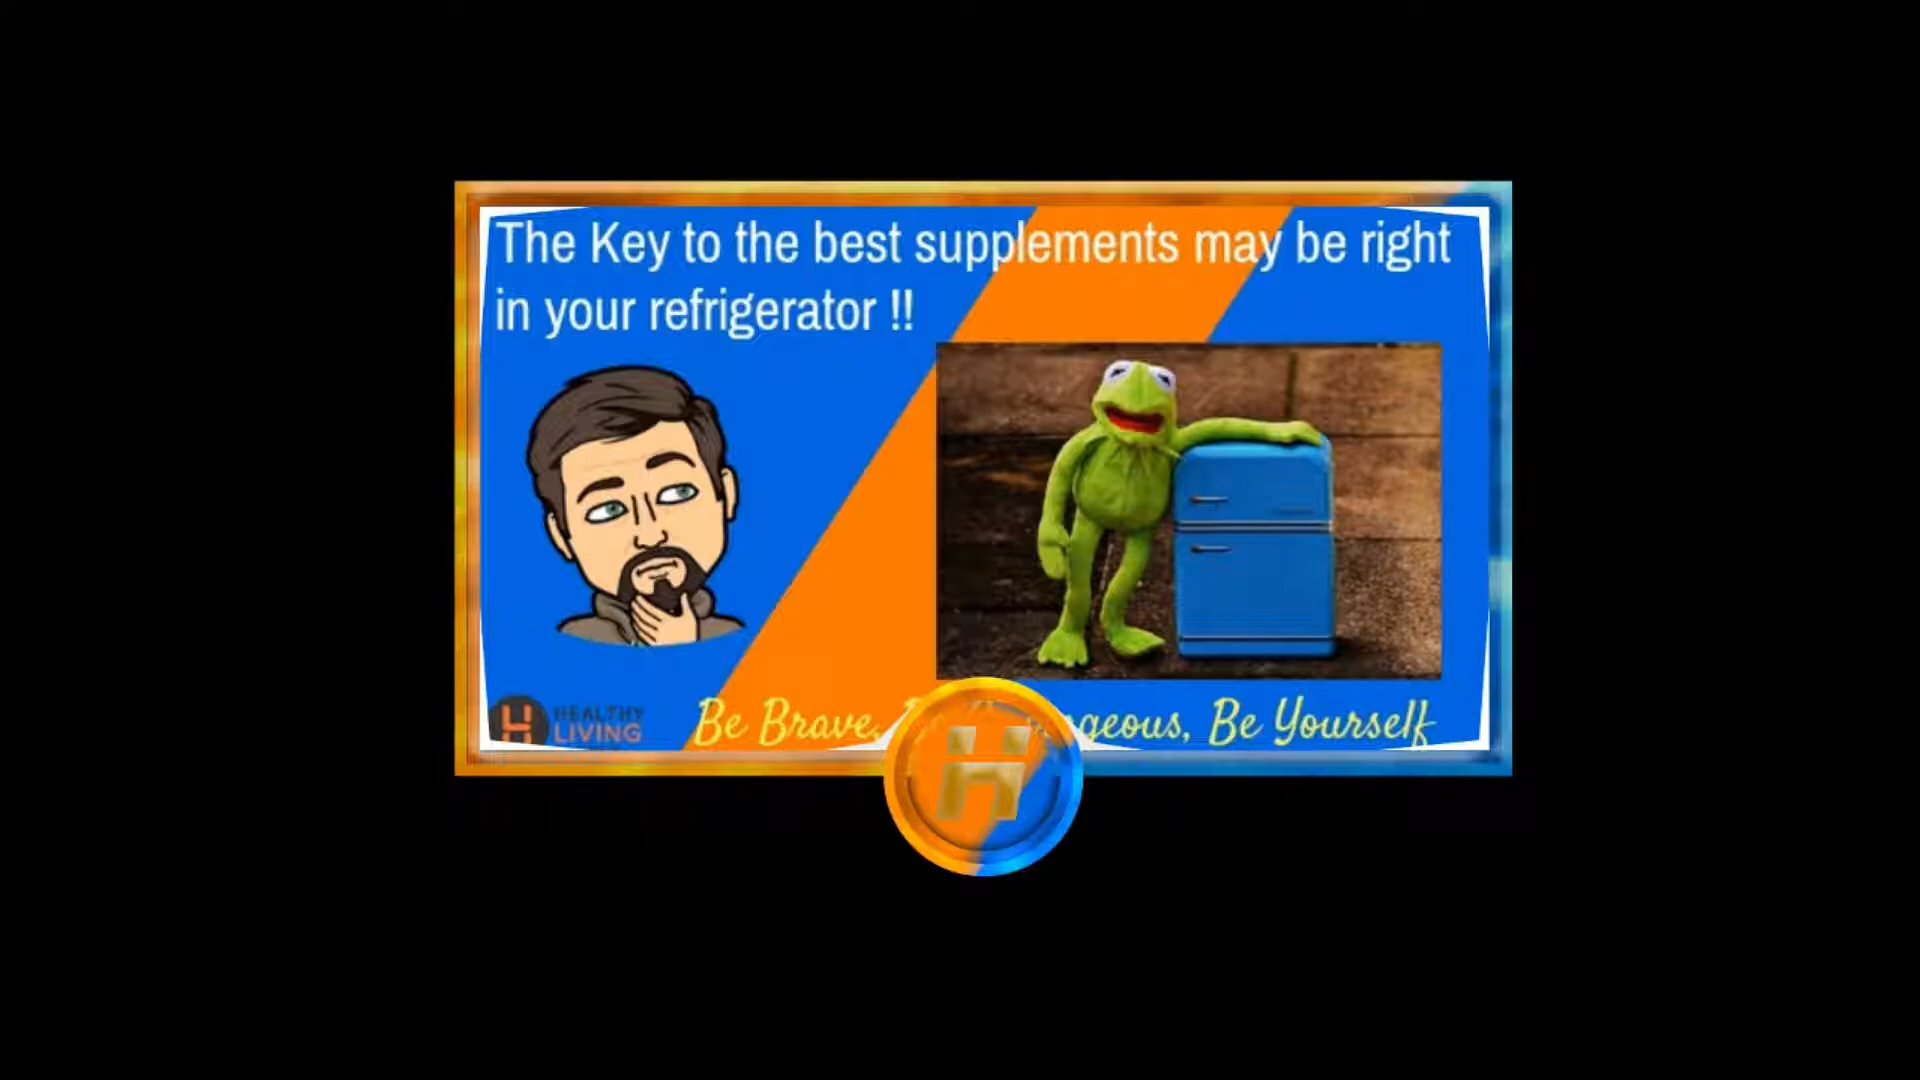 The Key to the best supplements may be right
in your refrigerator !!
HEALTHY
LIVING
Be Brave, Be Yourself
H